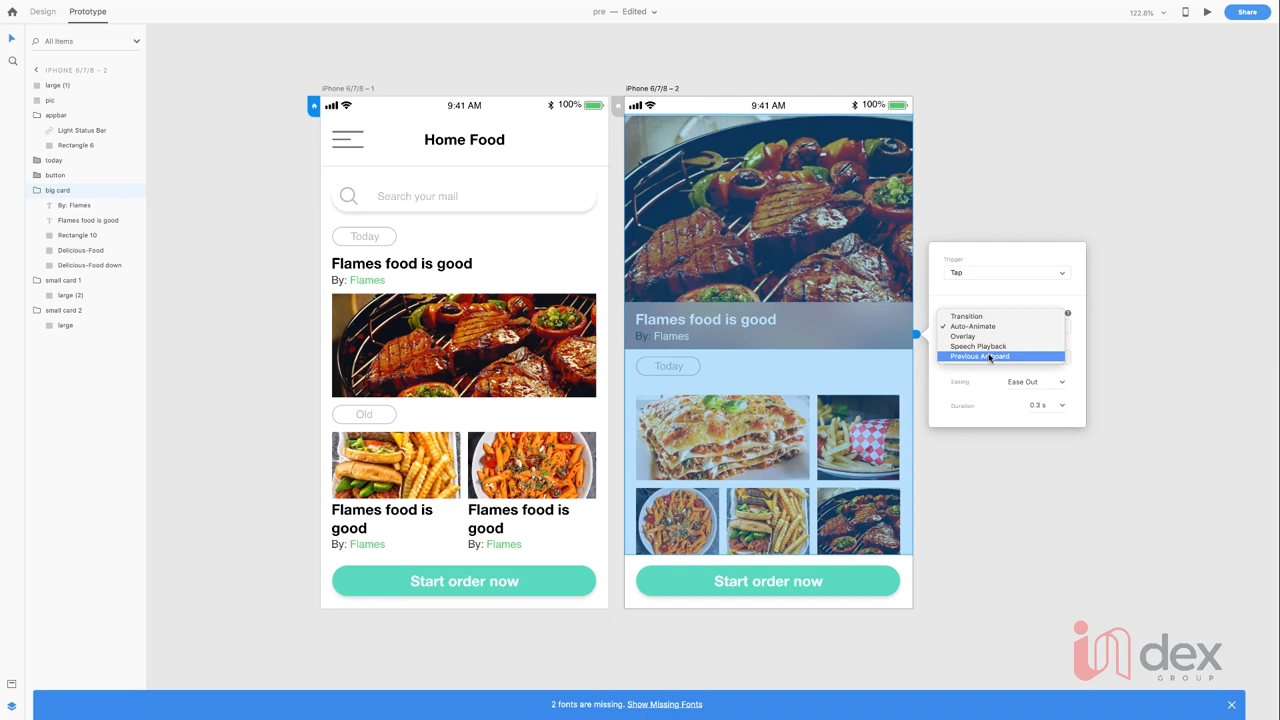 Design
Prototype
pre — Edited
122.8%
Share
All Items
IPHONE 6/7/8 – 2
large (1)
pic
appbar
Light Status Bar
Rectangle 6
today
button
big card
By: Flames
Flames food is good
Rectangle 10
Delicious-Food
Delicious-Food down
small card 1
large (2)
small card 2
large
iPhone 6/7/8 – 1
9:41 AM
100%
Home Food
Search your mail
Today
Flames food is good
By: Flames
Old
Flames food is
good
By: Flames
Flames food is
good
By: Flames
Start order now
iPhone 6/7/8 – 2
9:41 AM
100%
Flames food is good
By: Flames
Today
Start order now
Trigger
Tap
Transition
Auto-Animate
Overlay
Speech Playback
Previous Artboard
Easing
Ease Out
Duration
0.3 s
index
GROUP
2 fonts are missing. Show Missing Fonts